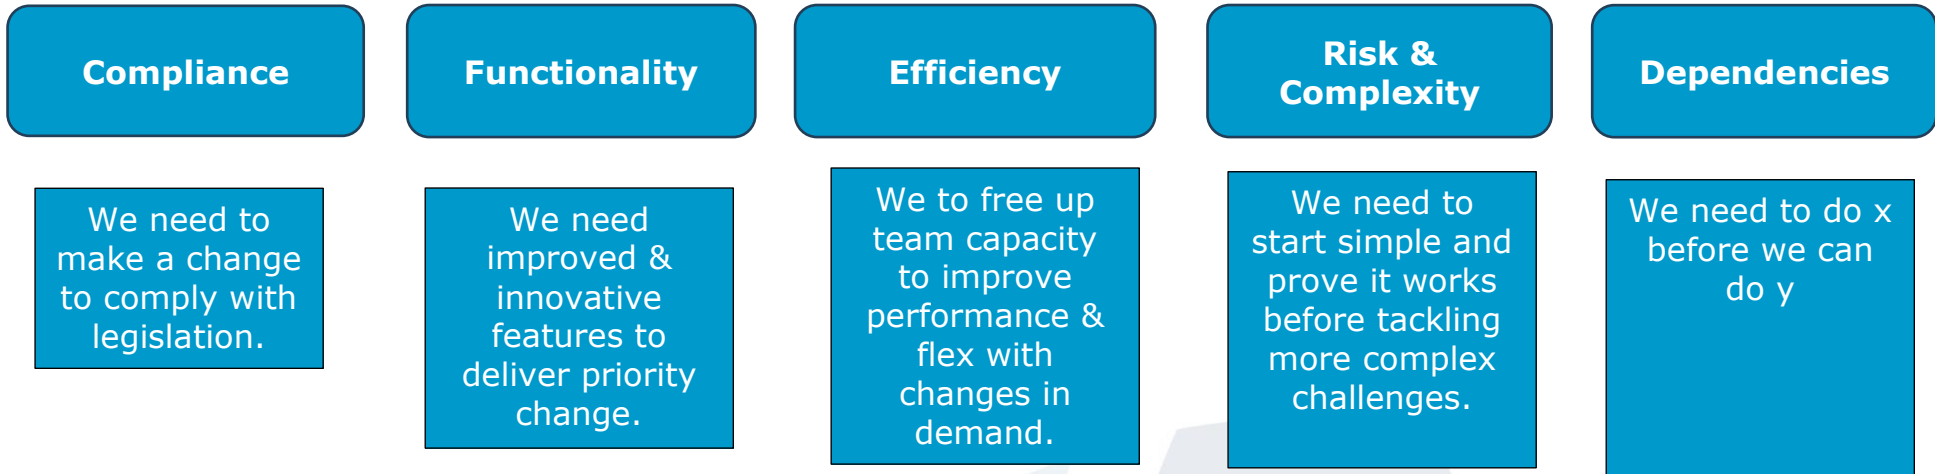 Compliance
Functionality
Efficiency
Risk &
Complexity
Dependencies
We need to
make a change
to comply with
legislation.
We need
improved &
innovative
features to
deliver priority
change.
We to free up
team capacity
to improve
performance &
flex with
changes in
demand.
We need to
start simple and
prove it works
before tackling
more complex
challenges.
We need to do x
before we can
do y